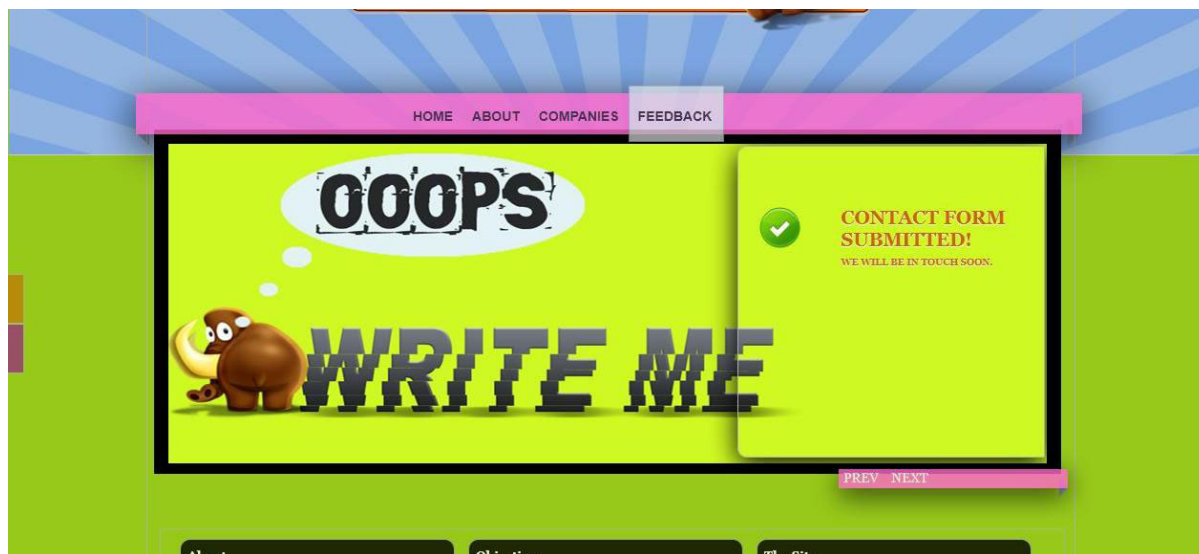 HOME ABOUT COMPANIES FEEDBACK
OOOPS
CONTACT FORM
SUBMITTED!
WE WILL BE IN TOUCH SOON.
WRITE ME
PREV NEXT